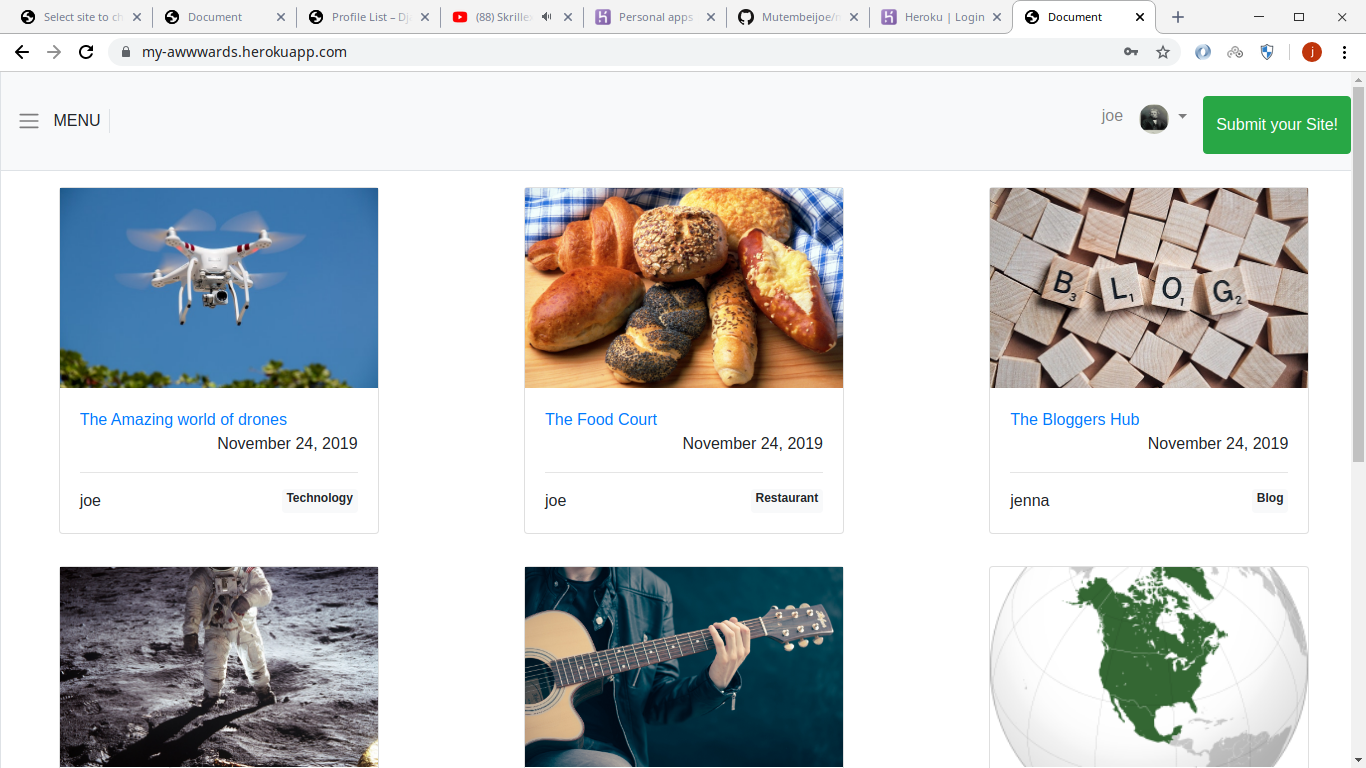 Select site to ch
Document
Profile List – Dj
(88) Skrille
Personal apps
Mutembeijoe/
Heroku | Login
Document
my-awwwards.herokuapp.com
j
MENU
joe
Submit your Site!
B3 L1 O1 G2
The Amazing world of drones
November 24, 2019
joe
Technology
The Food Court
November 24, 2019
joe
Restaurant
The Bloggers Hub
November 24, 2019
jenna
Blog